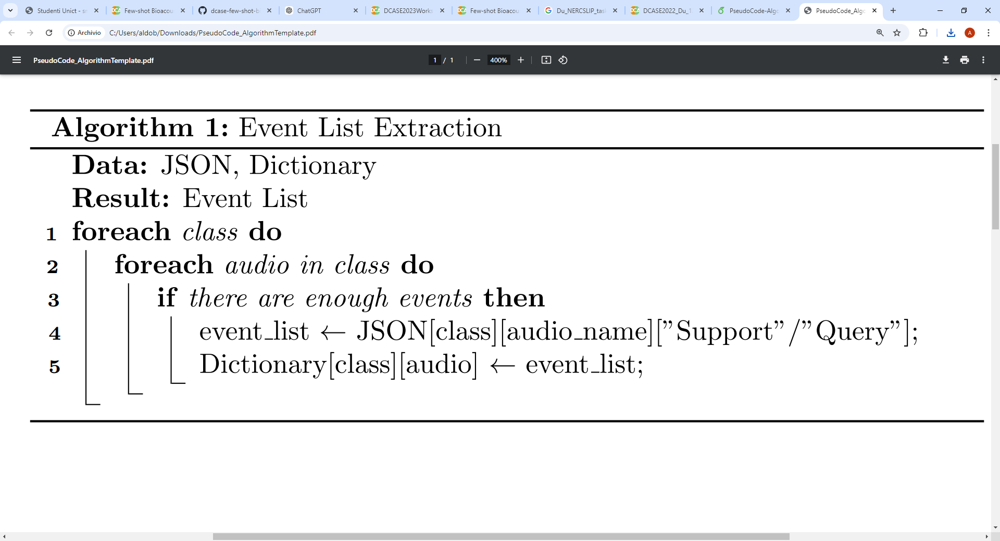 Studenti Unict - sr
Few-shot Bioacou
dcase-few-shot-b
ChatGPT
DCASE2023Works
Few-shot Bioacou
Du_NERCSLIP_tas
DCASE2022_Du_1
PseudoCode-Algo
PseudoCode_Algo
Archivio
C:/Users/aldob/Downloads/PseudoCode_AlgorithmTemplate.pdf
A
PseudoCode_AlgorithmTemplate.pdf
1 / 1
400%
Algorithm 1: Event List Extraction
Data: JSON, Dictionary
Result: Event List
1 foreach class do
2 foreach audio in class do
3 if there are enough events then
4 event_list ← JSON[class][audio_name]["Support"/"Query"];
5 Dictionary[class][audio] ← event_list;